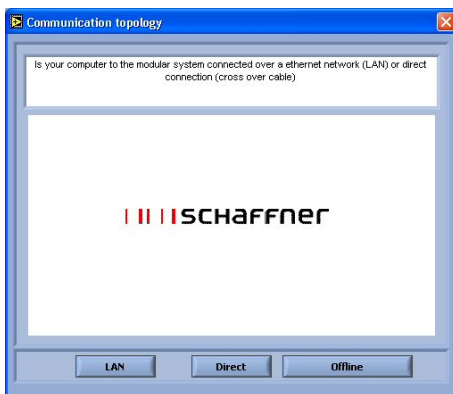 Communication topology
Is your computer to the modular system connected over a ethernet network (LAN) or direct
connection (cross over cable)
SCHAFFNER
LAN
Direct
Offline